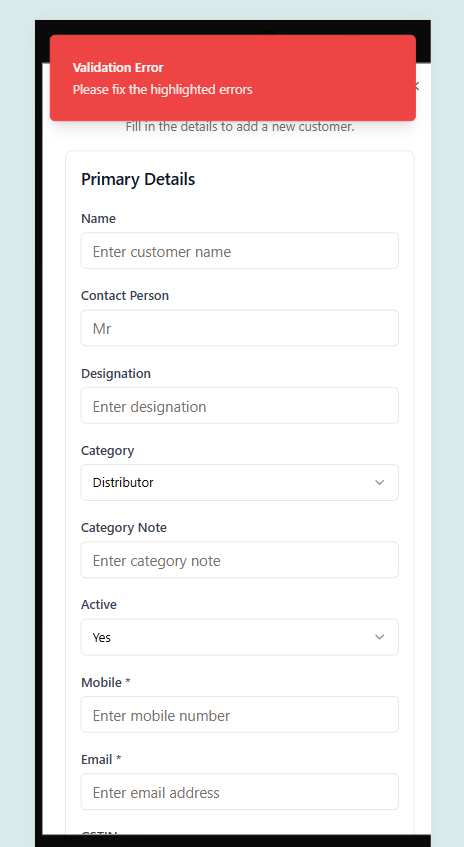 Validation Error
Please fix the highlighted errors
Fill in the details to add a new customer.
Primary Details
Name
Enter customer name
Contact Person
Mr
Designation
Enter designation
Category
Distributor
Category Note
Enter category note
Active
Yes
Mobile *
Enter mobile number
Email *
Enter email address
GSTIN